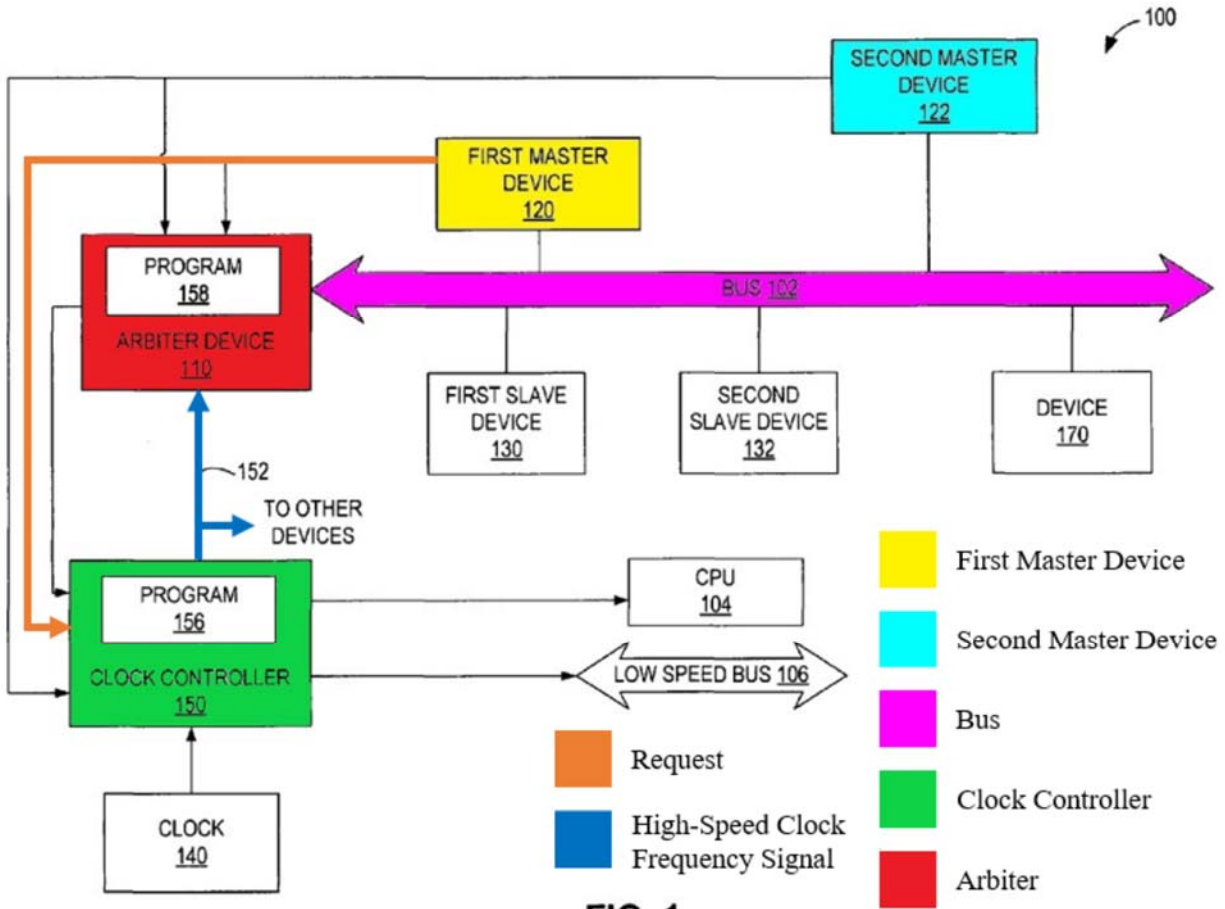 100
SECOND MASTER
DEVICE
122
FIRST MASTER
DEVICE
120
PROGRAM
158
ARBITER DEVICE
110
BUS 102
FIRST SLAVE
DEVICE
130
SECOND
SLAVE DEVICE
132
DEVICE
170
152
TO OTHER
DEVICES
PROGRAM
156
CLOCK CONTROLLER
150
CPU
104
LOW SPEED BUS 106
CLOCK
140
Request
High-Speed Clock
Frequency Signal
First Master Device
Second Master Device
Bus
Clock Controller
Arbiter
FIG. 1